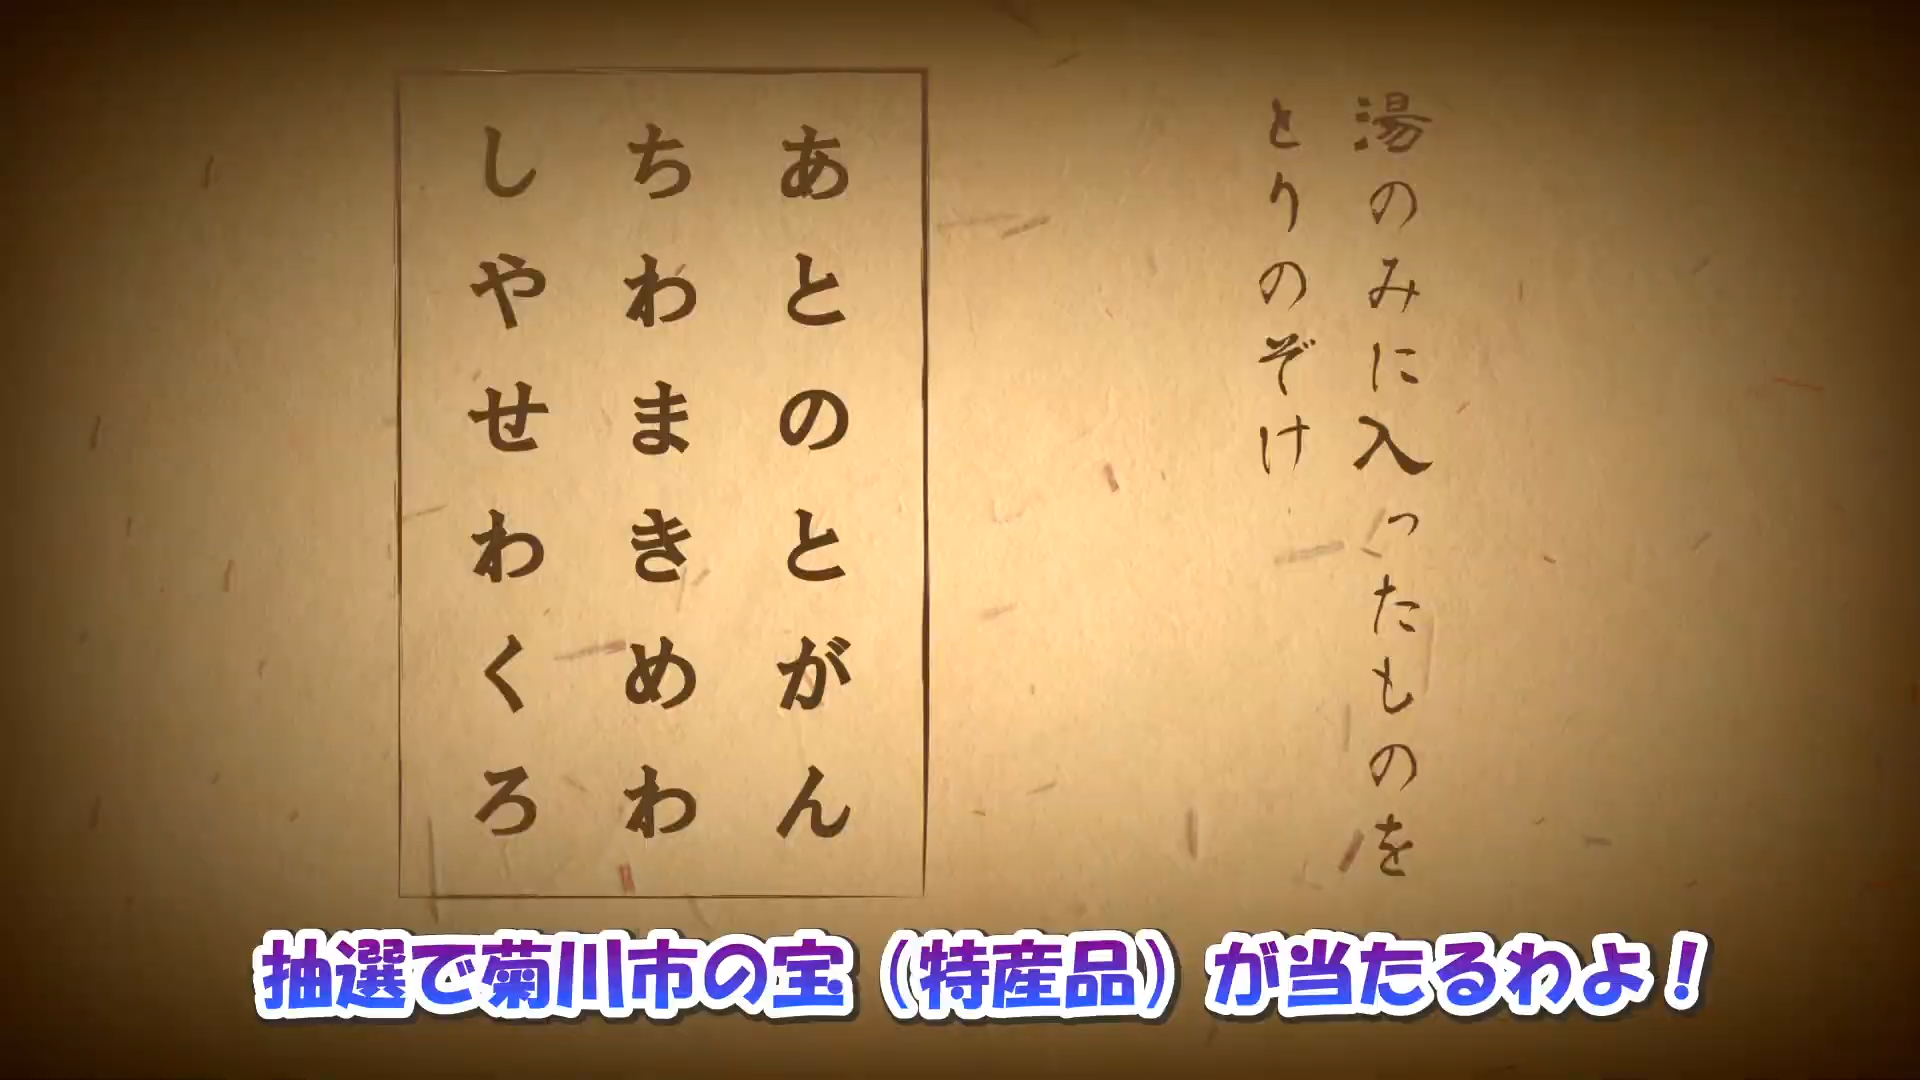 湯のみに入ったものを
とりのぞけ
あとのとがん
ちわまきめわ
しやせわくろ
抽選で菊川市の宝（特産品）が当たるわよ！